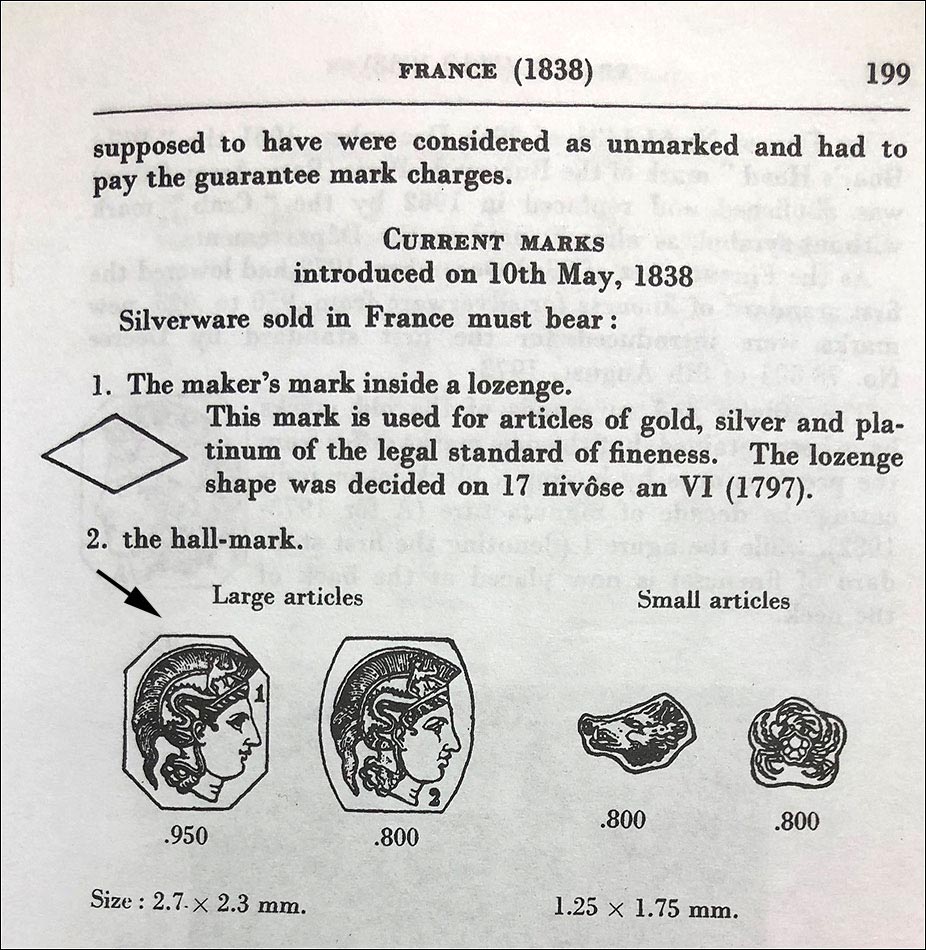 FRANCE (1838) 199
supposed to have were considered as unmarked and had to
pay the guarantee mark charges.
CURRENT MARKS
introduced on 10th May, 1838
Silverware sold in France must bear :
1. The maker's mark inside a lozenge.
This mark is used for articles of gold, silver and pla-
tinum of the legal standard of fineness. The lozenge
shape was decided on 17 nivôse an VI (1797).
2. the hall-mark.
Large articles Small articles
1
2
.950 .800 .800 .800
Size : 2.7 × 2.3 mm. 1.25 × 1.75 mm.